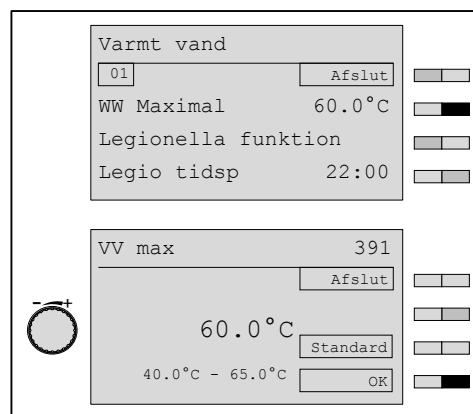 Varmt vand
01 Afslut
WW Maximal 60.0°C
Legionella funktion
Legio tidsp 22:00
VV max 391
Afslut
- +
60.0°C
Standard
40.0°C - 65.0°C OK